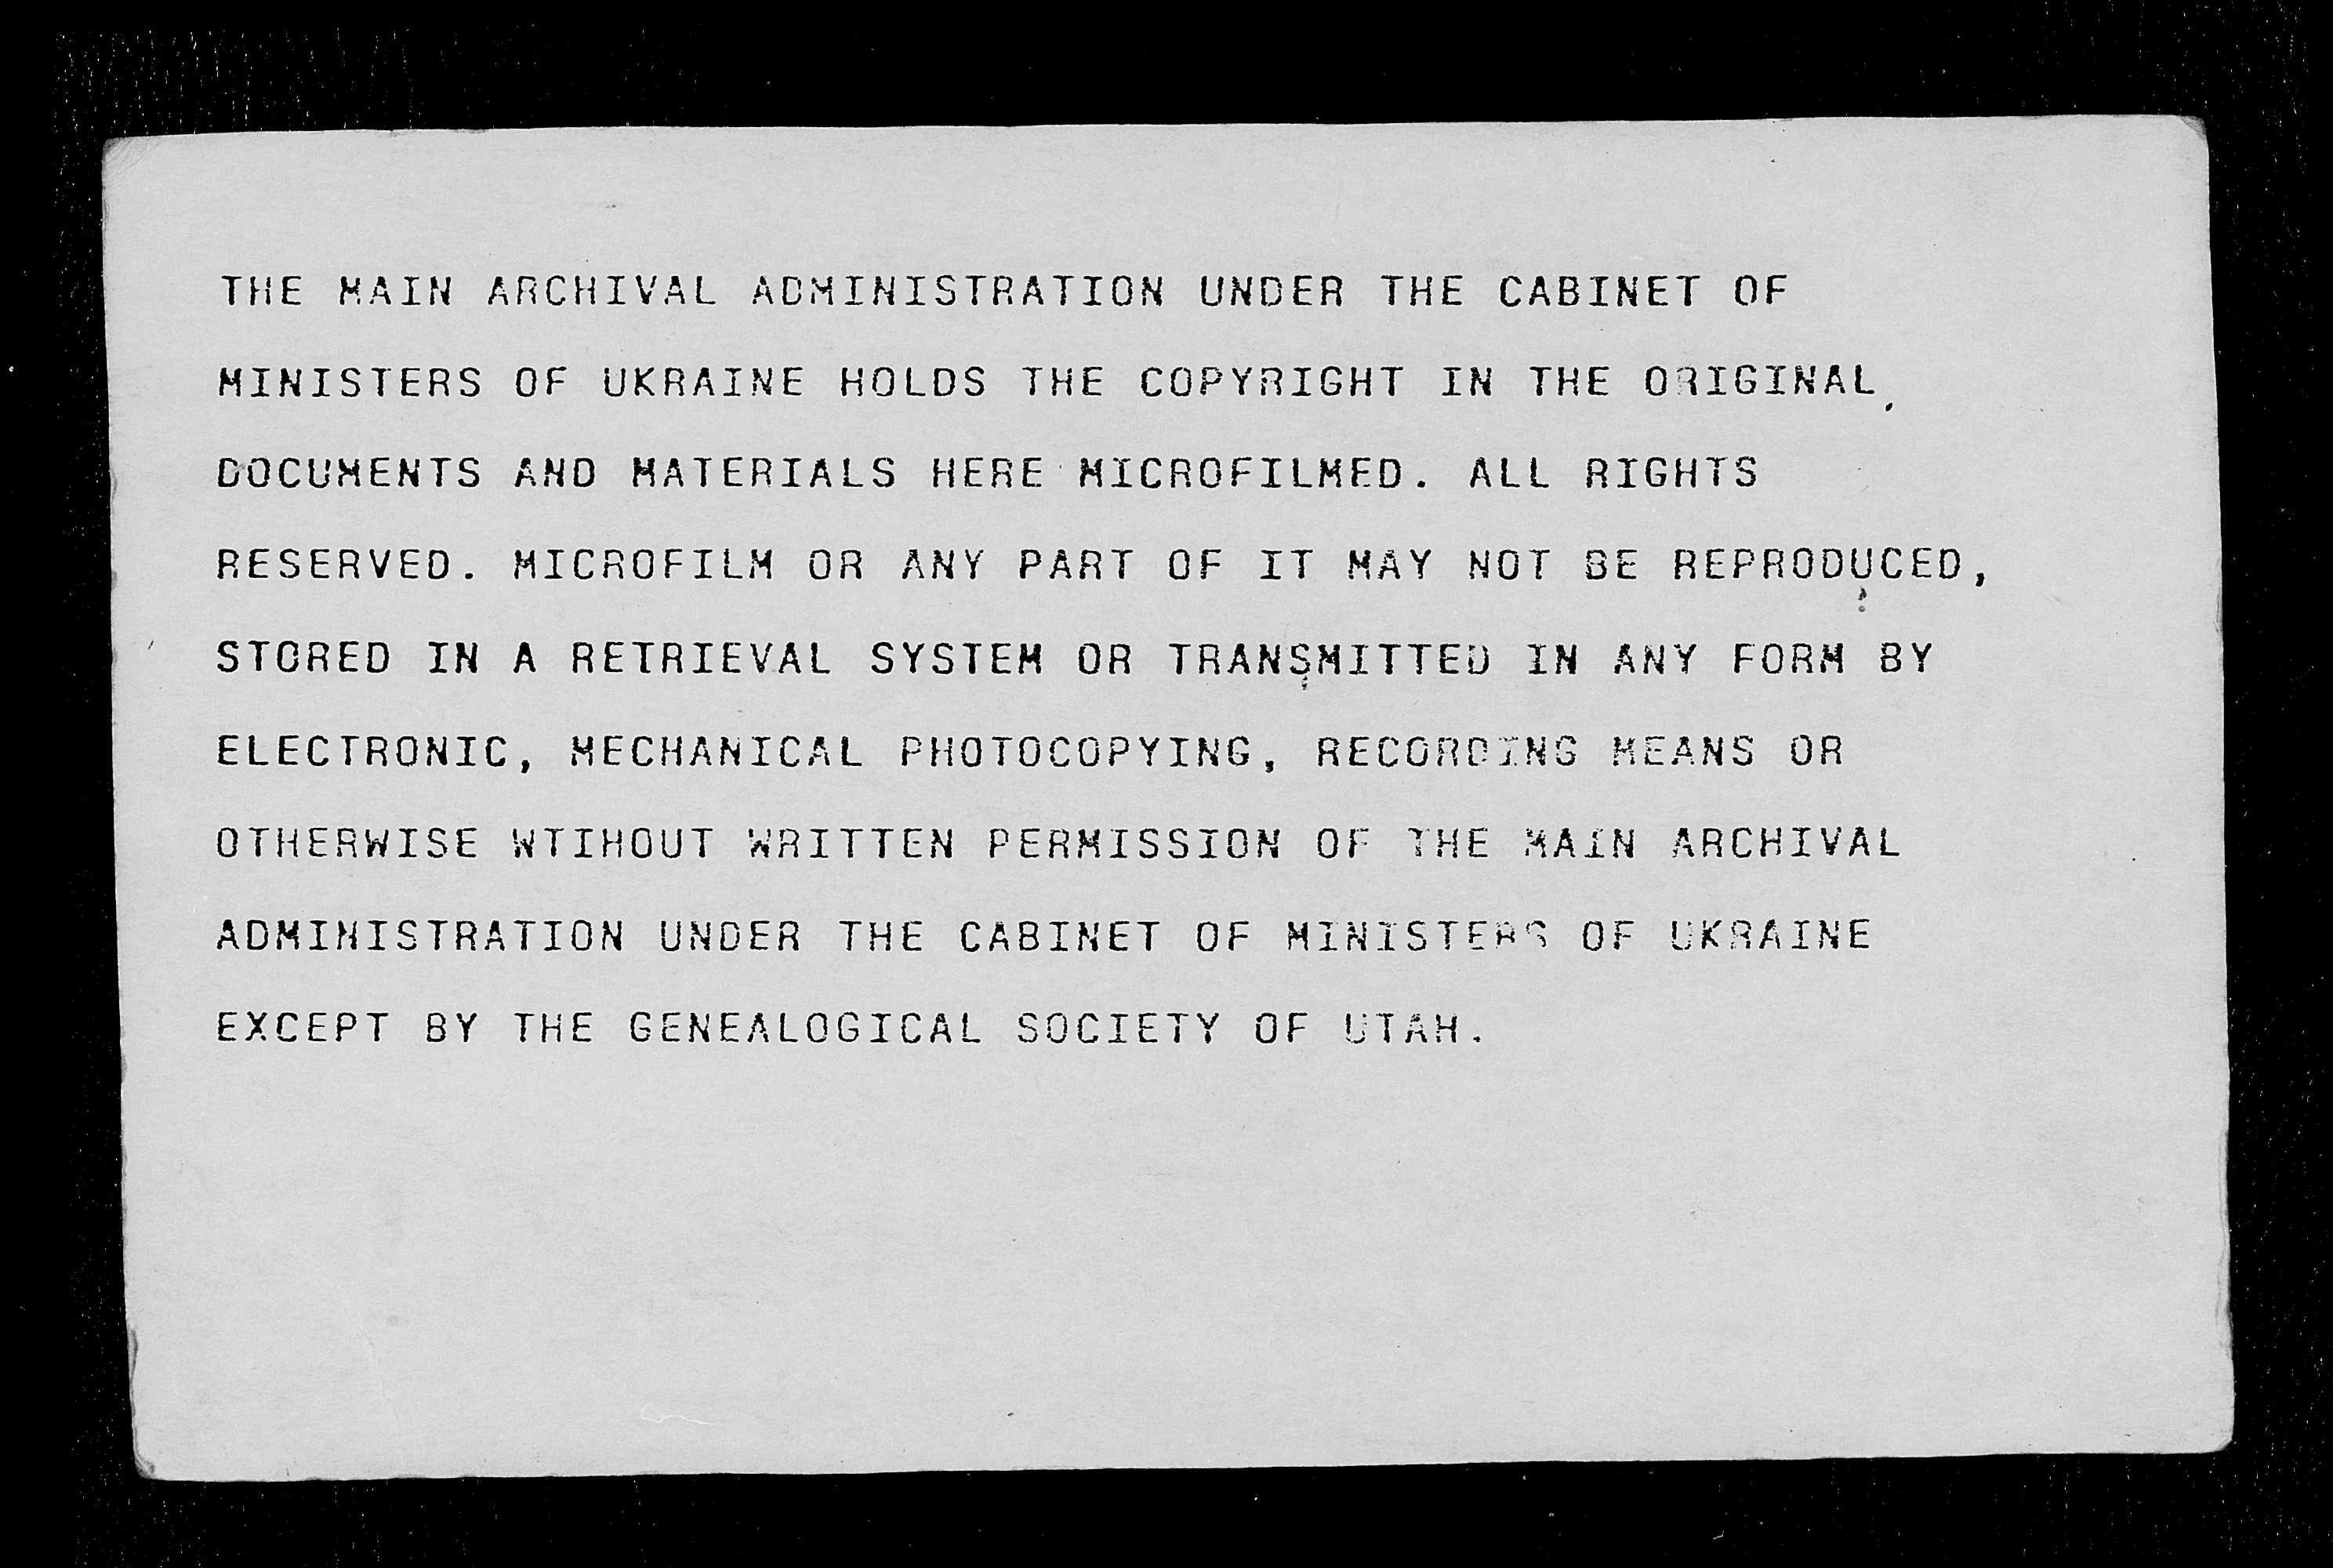 THE MAIN ARCHIVAL ADMINISTRATION UNDER THE CABINET OF
MINISTERS OF UKRAINE HOLDS THE COPYRIGHT IN THE ORIGINAL,
DOCUMENTS AND MATERIALS HERE MICROFILMED. ALL RIGHTS
RESERVED. MICROFILM OR ANY PART OF IT MAY NOT BE REPRODUCED,
STORED IN A RETRIEVAL SYSTEM OR TRANSMITTED IN ANY FORM BY
ELECTRONIC, MECHANICAL PHOTOCOPYING, RECORDING MEANS OR
OTHERWISE WTIHOUT WRITTEN PERMISSION OF THE MAIN ARCHIVAL
ADMINISTRATION UNDER THE CABINET OF MINISTERS OF UKRAINE
EXCEPT BY THE GENEALOGICAL SOCIETY OF UTAH.